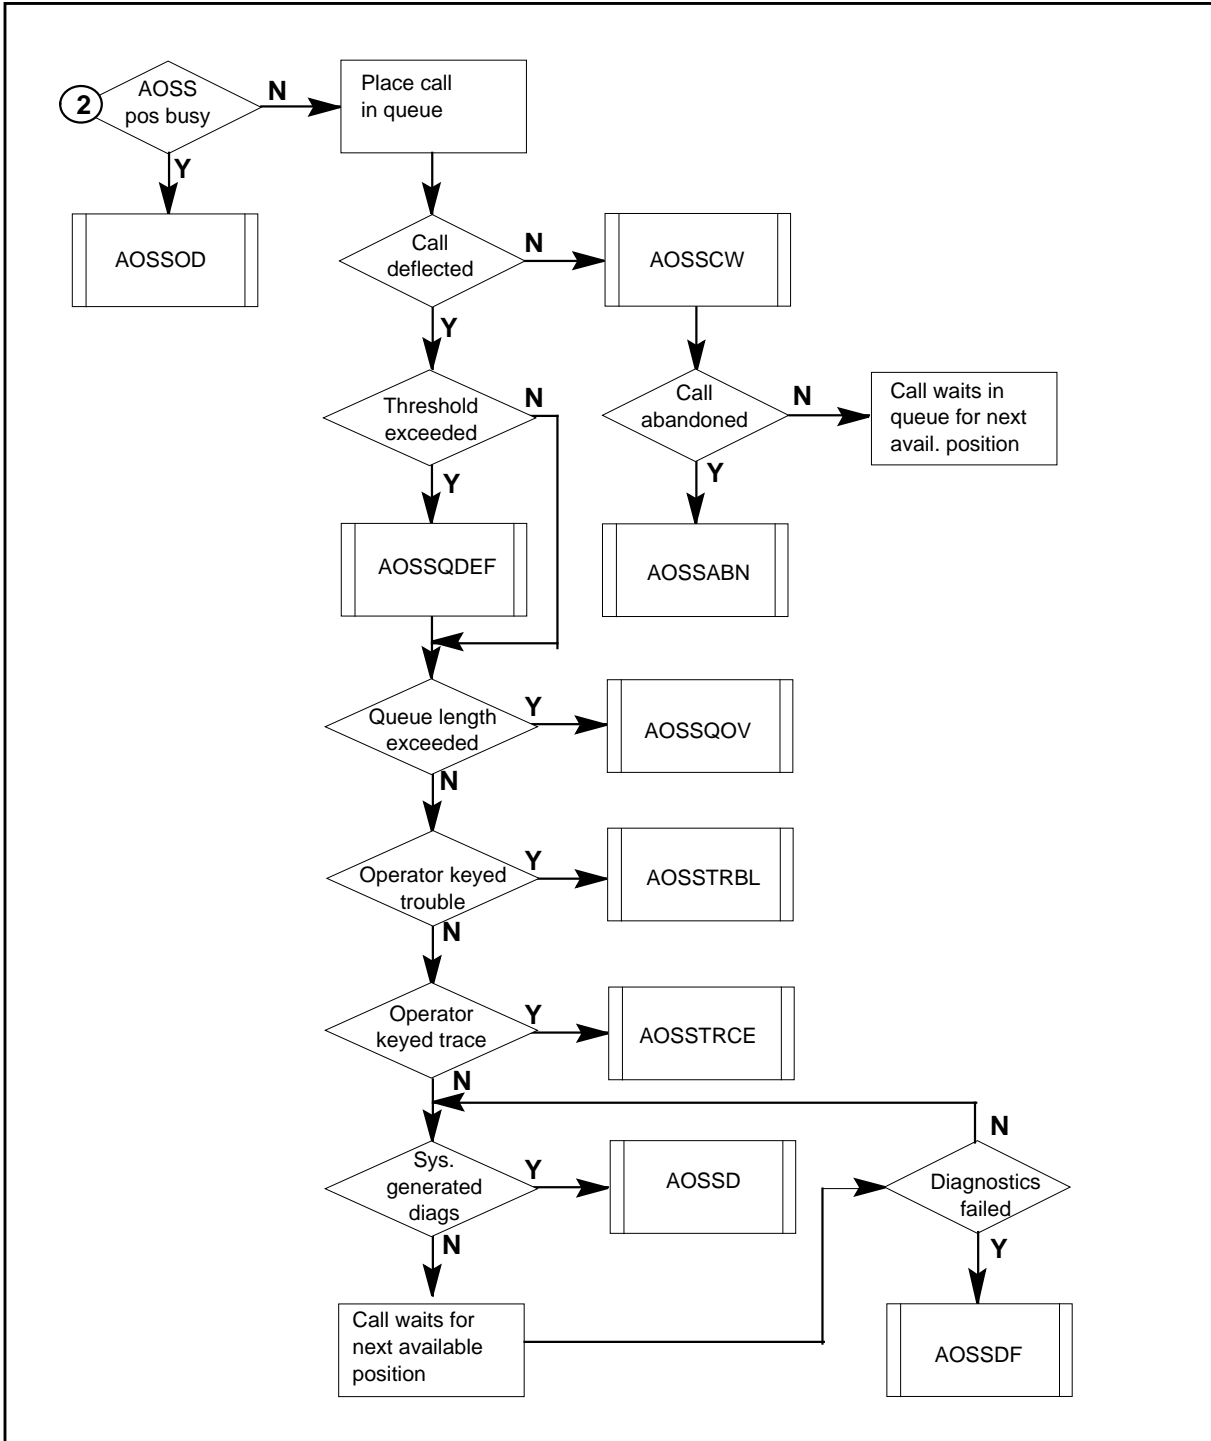 2
AOSS
pos busy
N
Place call
in queue
Y
AOSSOD
Call
deflected
N
AOSSCW
Y
Threshold
exceeded
N
Call
abandoned
N
Call waits in
queue for next
avail. position
Y
Y
AOSSQDEF
AOSSABN
Queue length
exceeded
Y
AOSSQOV
N
Operator keyed
trouble
Y
AOSSTRBL
N
Operator
keyed trace
Y
AOSSTRCE
N
N
Sys.
generated
diags
Y
AOSSD
Diagnostics
failed
N
Y
Call waits for
next available
position
AOSSDF